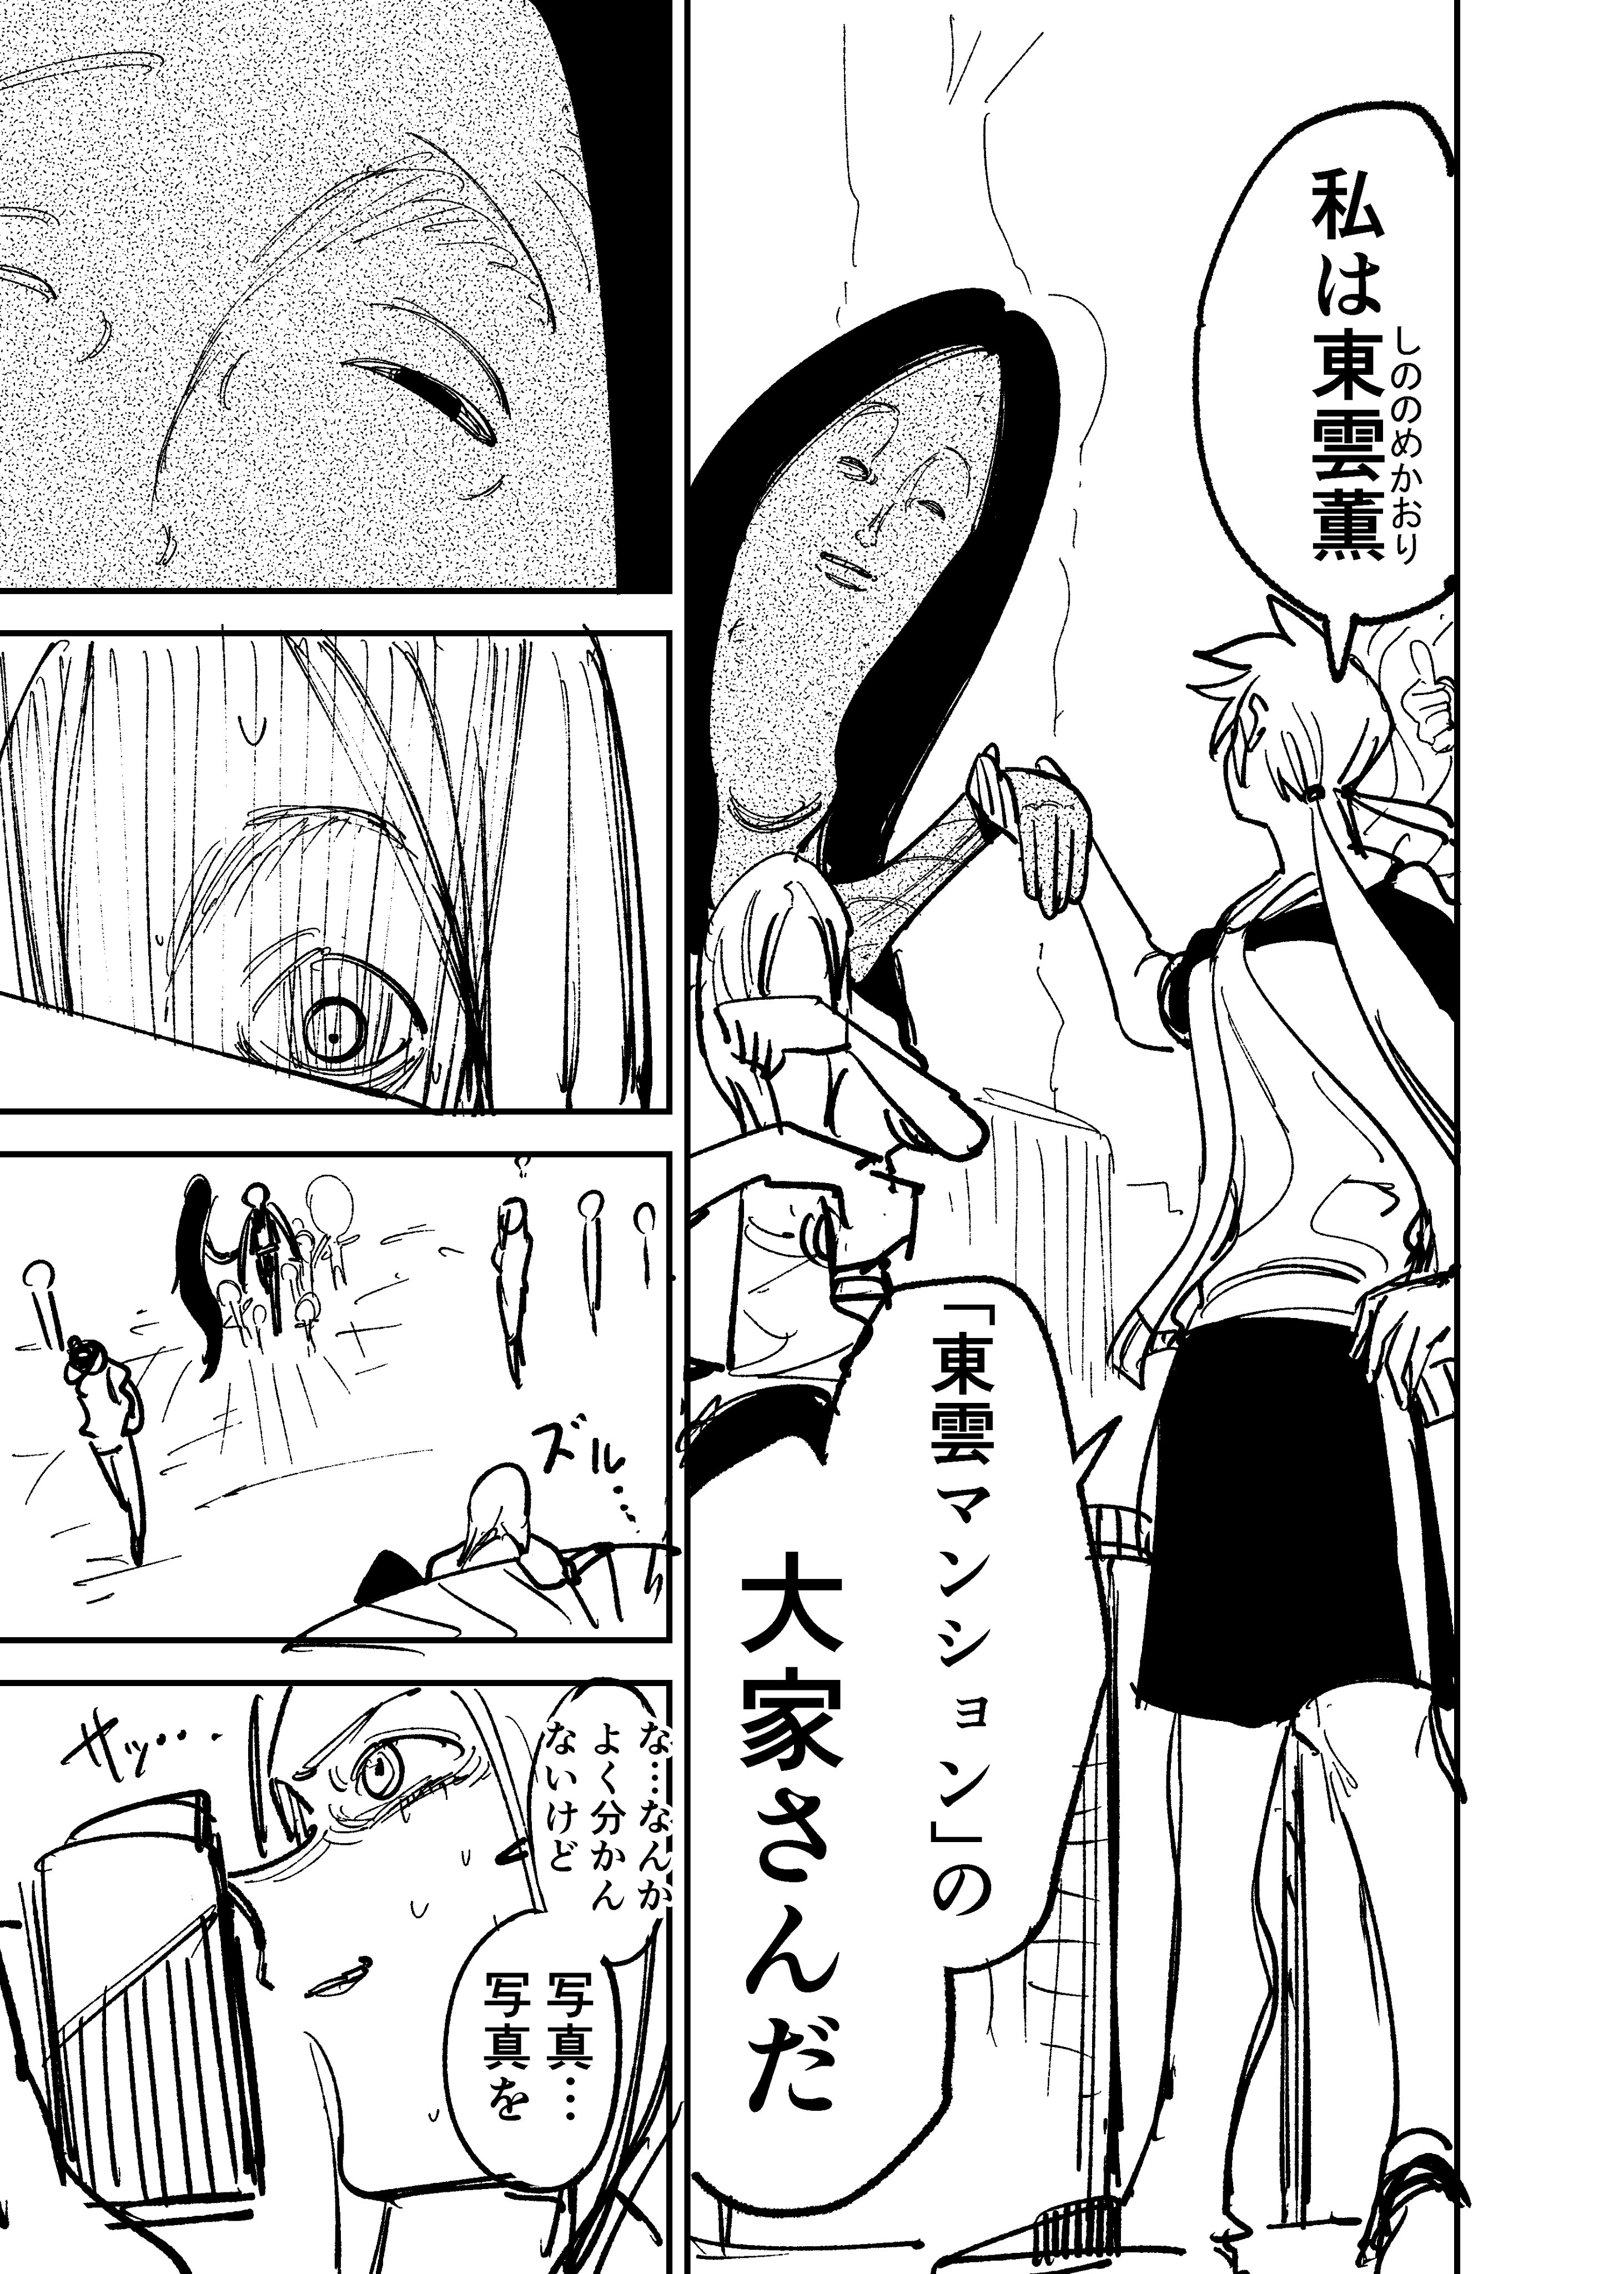 私は東雲薫
しののめかおり
「東雲マンション」の
大家さんだ
ズル…
な…なんか
よく分かん
ないけど
写真…
写真を
サッ…